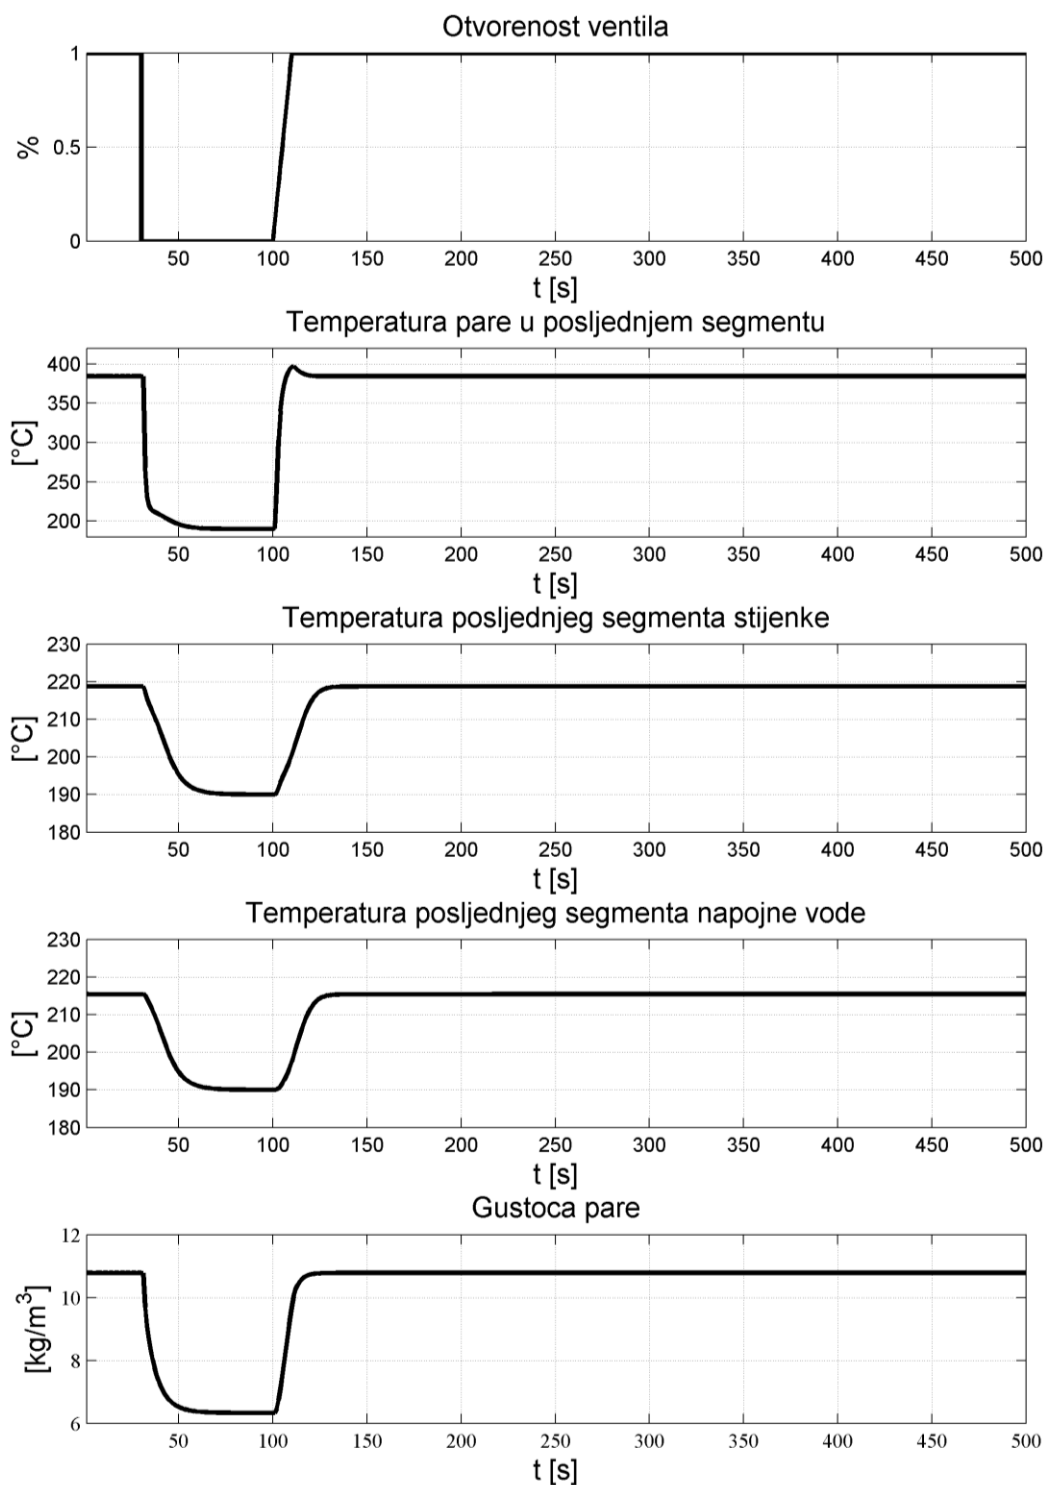 Otvorenost ventila
1
0.5
0
%
50 100 150 200 250 300 350 400 450 500
t [s]
Temperatura pare u posljednjem segmentu
400
350
300
250
200
[°C]
50 100 150 200 250 300 350 400 450 500
t [s]
Temperatura posljednjeg segmenta stijenke
230
220
210
200
190
180
[°C]
50 100 150 200 250 300 350 400 450 500
t [s]
Temperatura posljednjeg segmenta napojne vode
230
220
210
200
190
180
[°C]
50 100 150 200 250 300 350 400 450 500
t [s]
Gustoca pare
12
10
8
6
[kg/m³]
50 100 150 200 250 300 350 400 450 500
t [s]